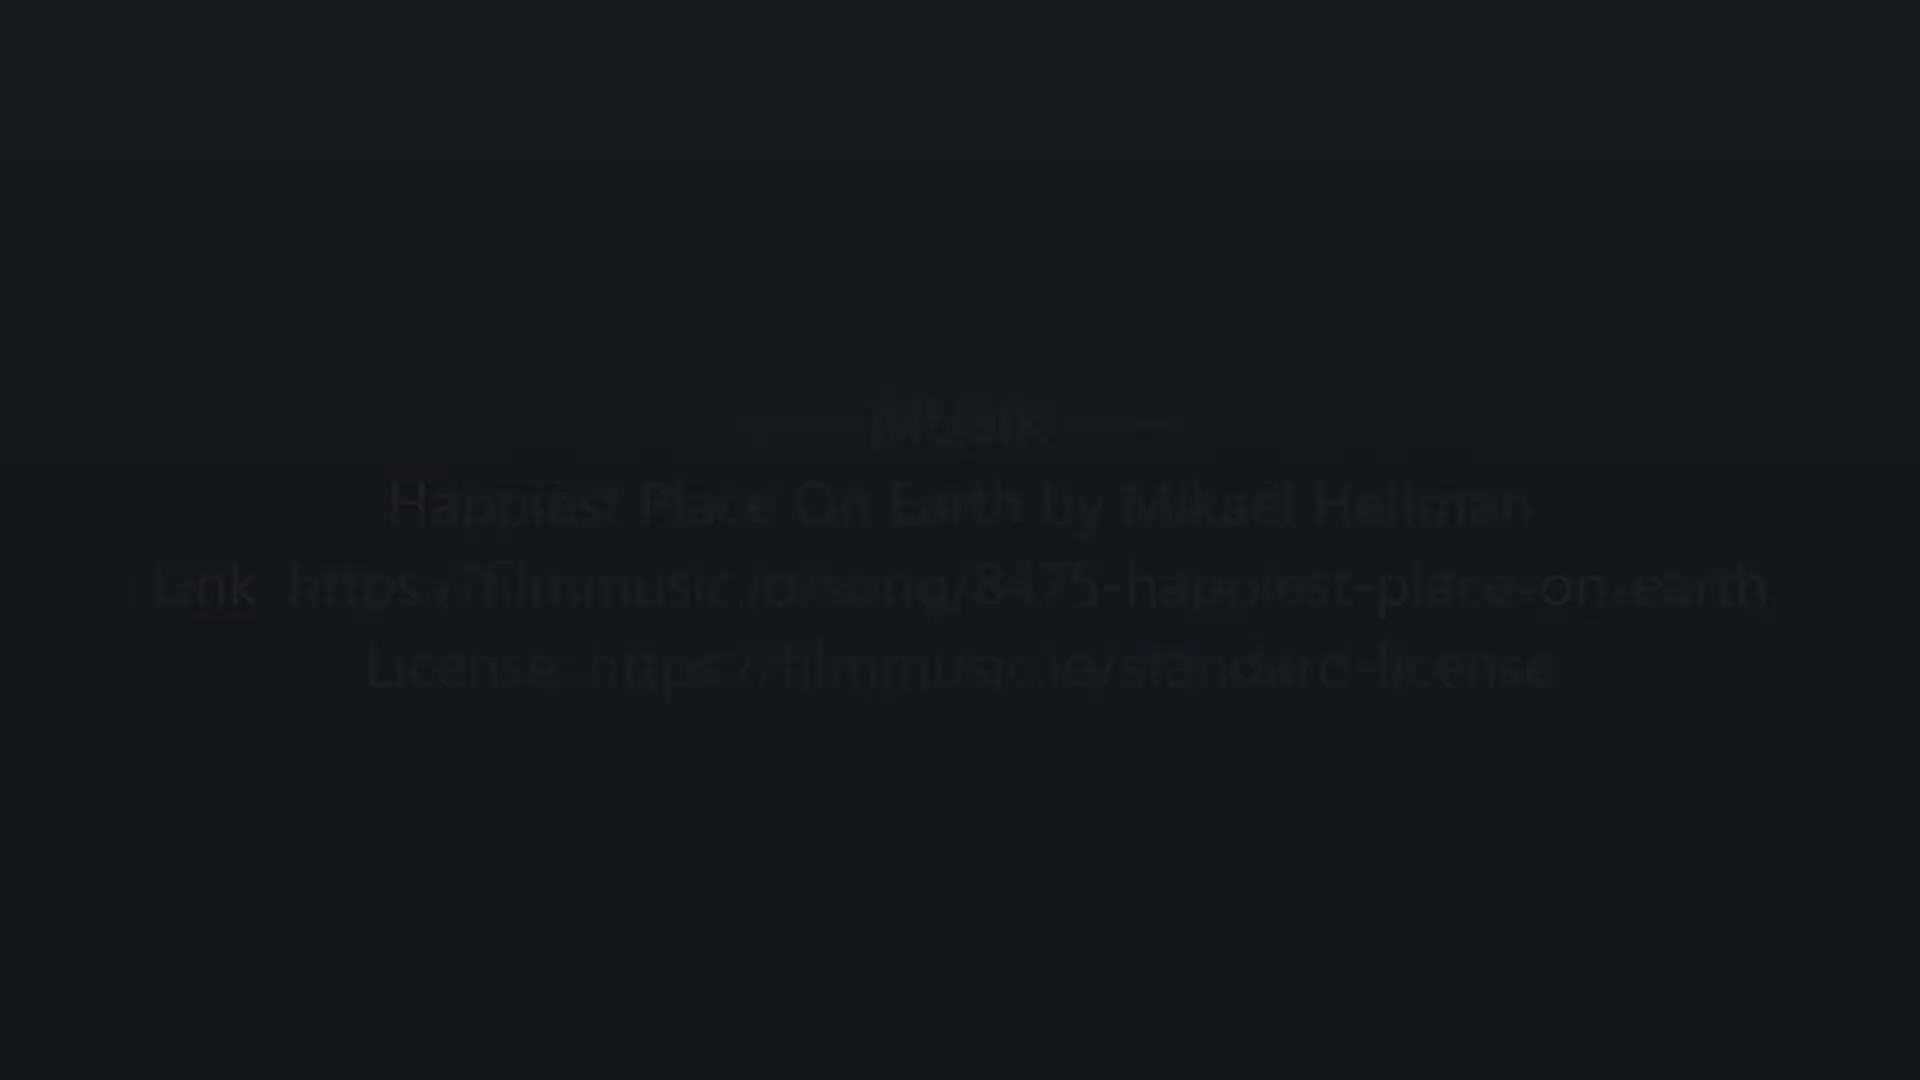 Musik
Happiest Place On Earth by Mikael Hellman
Link: https://filmmusic.io/song/8475-happiest-place-on-earth
License: https://filmmusic.io/standard-license